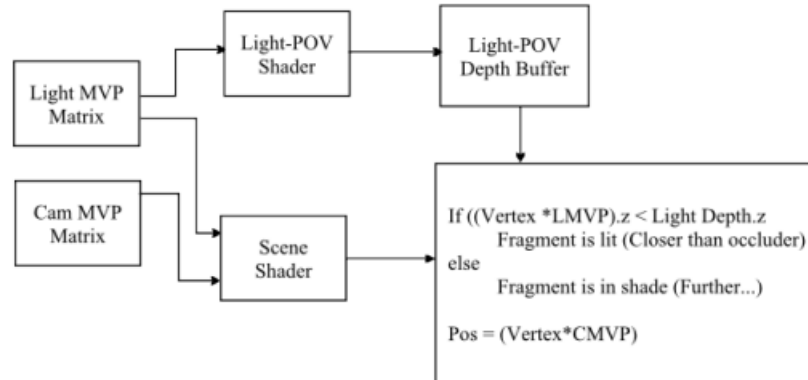 Light-POV
Shader
Light-POV
Depth Buffer
Light MVP
Matrix
Cam MVP
Matrix
Scene
Shader
If ((Vertex *LMVP).z < Light Depth.z
Fragment is lit (Closer than occluder)
else
Fragment is in shade (Further...)
Pos = (Vertex*CMVP)